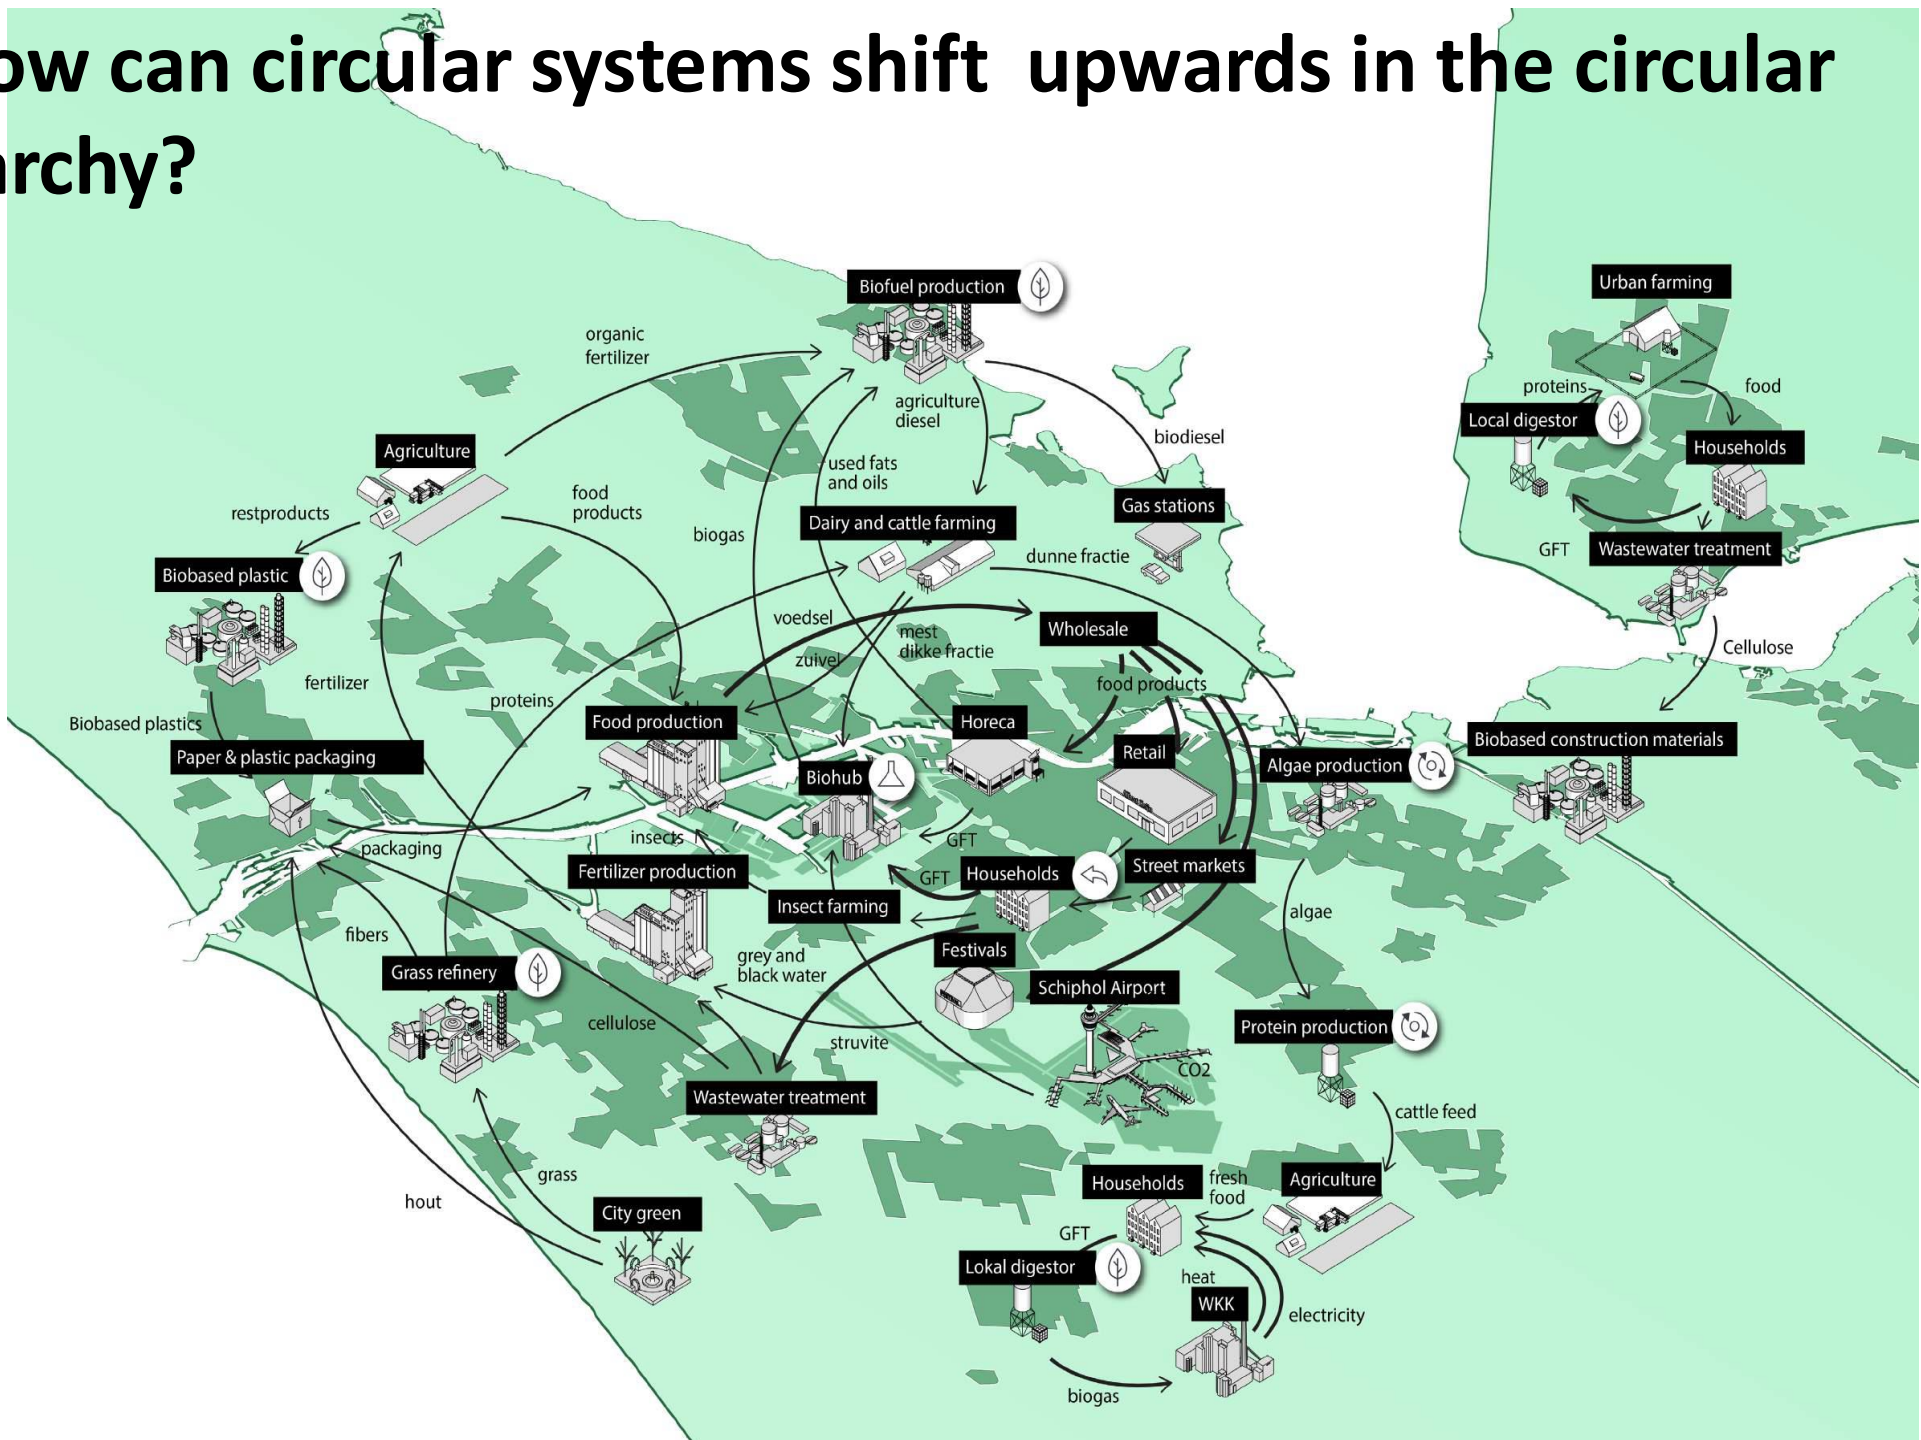 ow can circular systems shift upwards in the circular
archy?
Biofuel production
Urban farming
organic
fertilizer
proteins
food
agriculture
diesel
Local digestor
biodiesel
Households
Agriculture
used fats
and oils
food
products
restproducts
Gas stations
Dairy and cattle farming
biogas
GFT
Wastewater treatment
dunne fractie
Biobased plastic
voedsel
mest
dikke fractie
Wholesale
zuivel
Cellulose
fertilizer
food products
proteins
Biobased plastics
Food production
Horeca
Biobased construction materials
Paper & plastic packaging
Retail
Algae production
Biohub
insects
packaging
GFT
Fertilizer production
GFT
Households
Street markets
Insect farming
algae
fibers
Festivals
grey and
black water
Grass refinery
Schiphol Airport
cellulose
Protein production
struvite
CO2
Wastewater treatment
cattle feed
grass
Households
fresh
food
Agriculture
hout
City green
GFT
Lokal digestor
heat
WKK
electricity
biogas